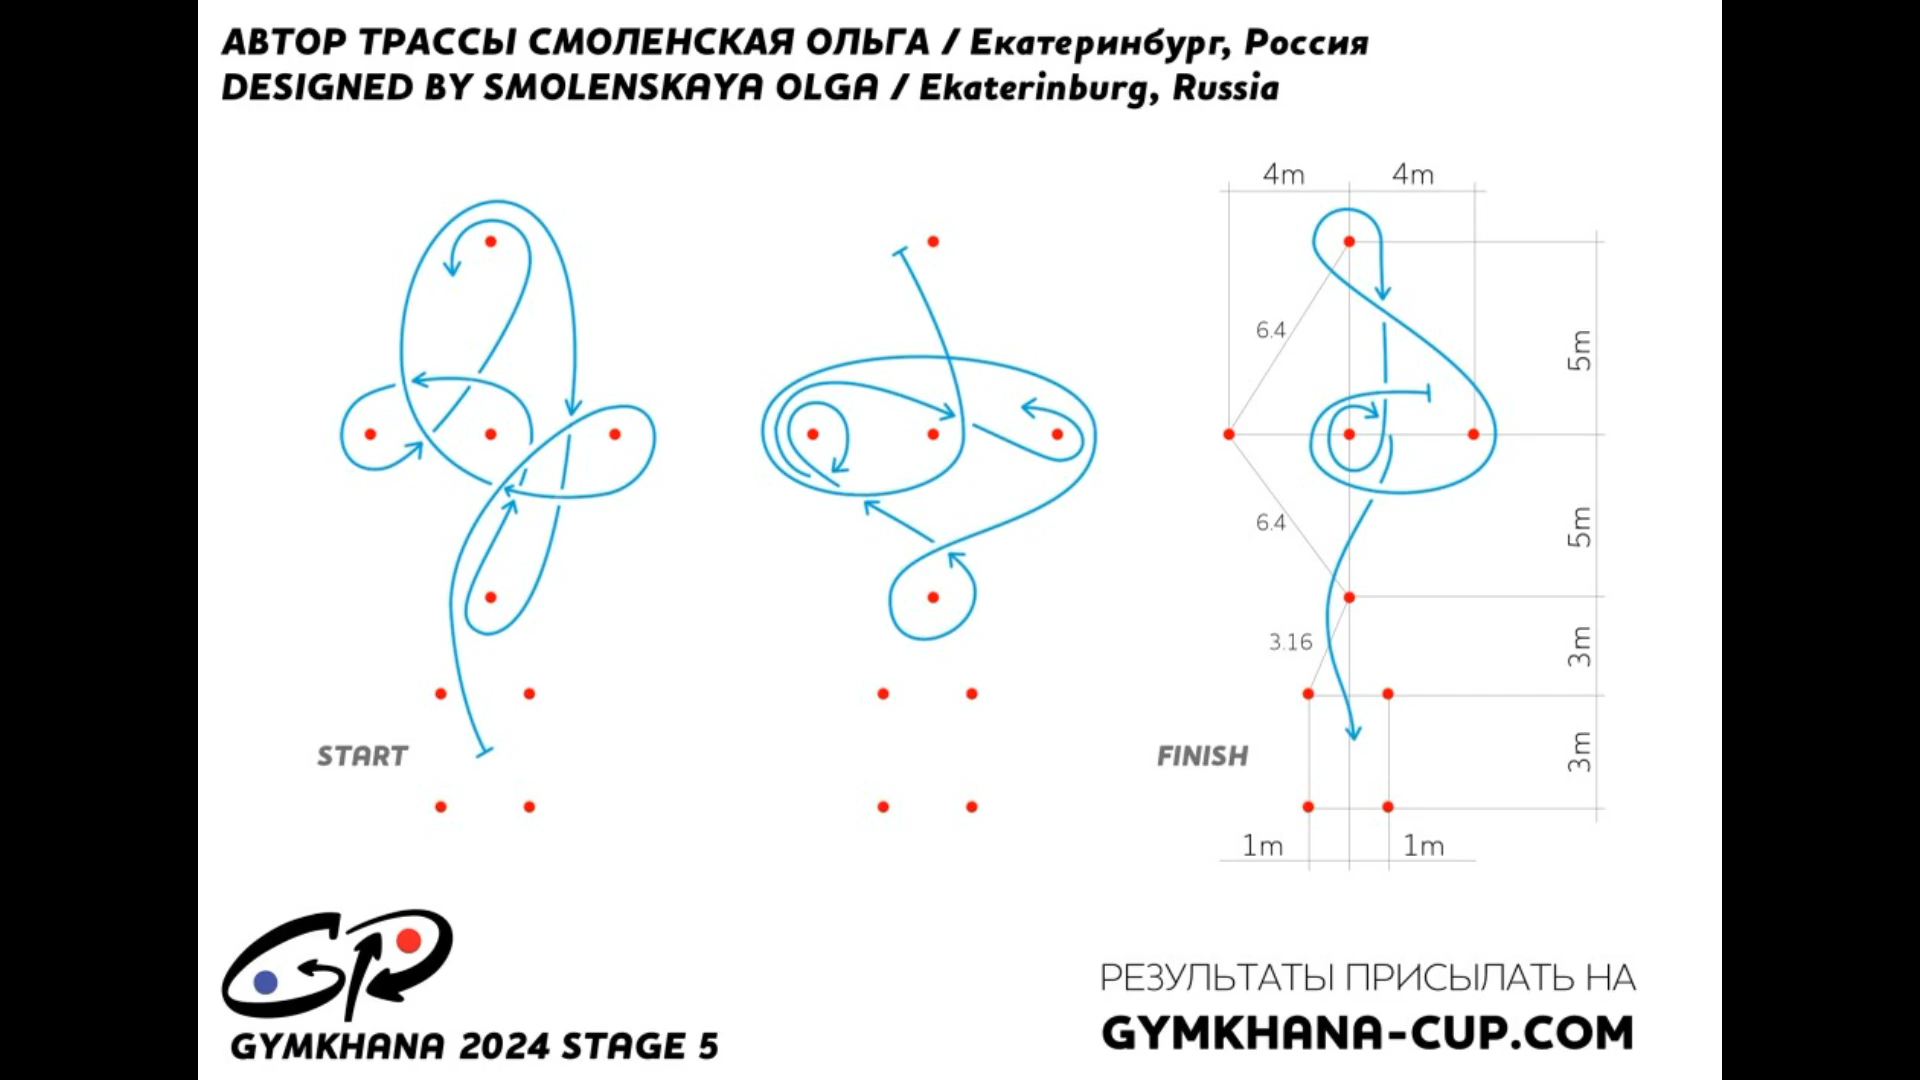 АВТОР ТРАССЫ СМОЛЕНСКАЯ ОЛЬГА / Екатеринбург, Россия
DESIGNED BY SMOLENSKAYA OLGA / Ekaterinburg, Russia
4m 4m
6.4
5m
6.4
5m
3.16
3m
START
FINISH
3m
1m 1m
GP
GYMKHANA 2024 STAGE 5
РЕЗУЛЬТАТЫ ПРИСЫЛАТЬ НА
GYMKHANA-CUP.COM